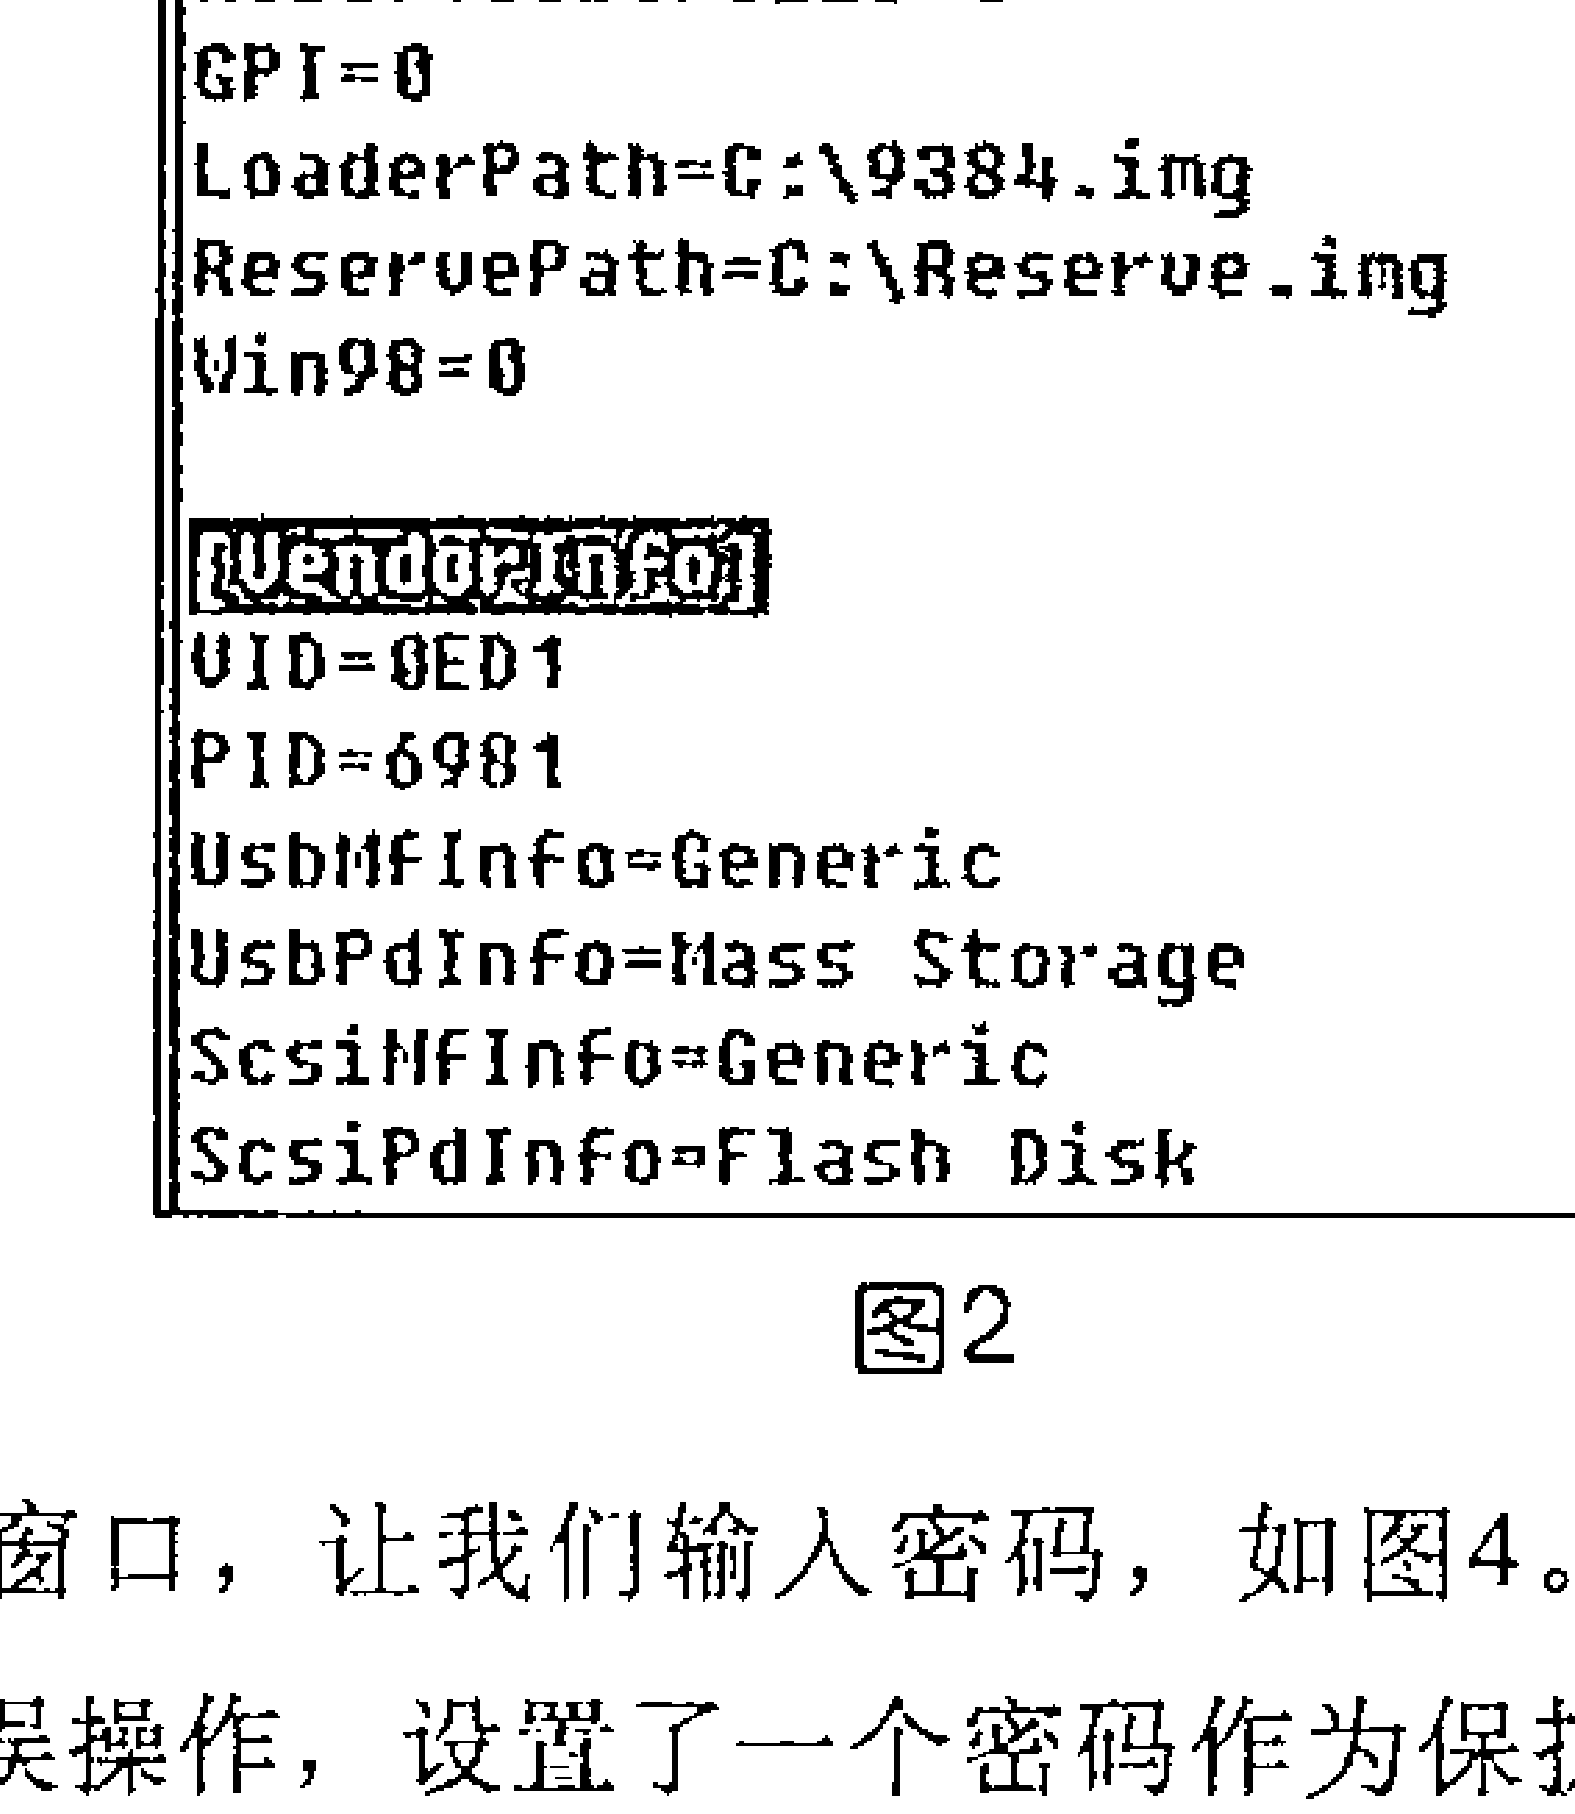 GPI=0
LoaderPath=C:\9384.img
ReservePath=C:\Reserve.img
Win98=0
[VendorInfo]
VID=0ED1
PID=6981
UsbMfInfo=Generic
UsbPdInfo=Mass Storage
ScsiMfInfo=Generic
ScsiPdInfo=Flash Disk
图2
窗口，让我们输入密码，如图4。
误操作，设置了一个密码作为保护